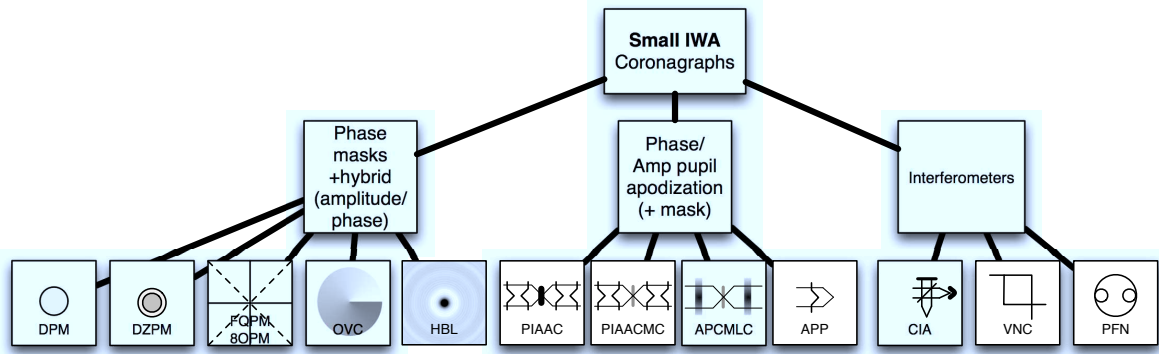 Small IWA
Coronagraphs
Phase
masks
+hybrid
(amplitude/
phase)
Phase/
Amp pupil
apodization
(+ mask)
Interferometers
DPM
DZPM
FQPM
8OPM
OVC
HBL
PIAAC
PIAACMC
APCMLC
APP
CIA
VNC
PFN